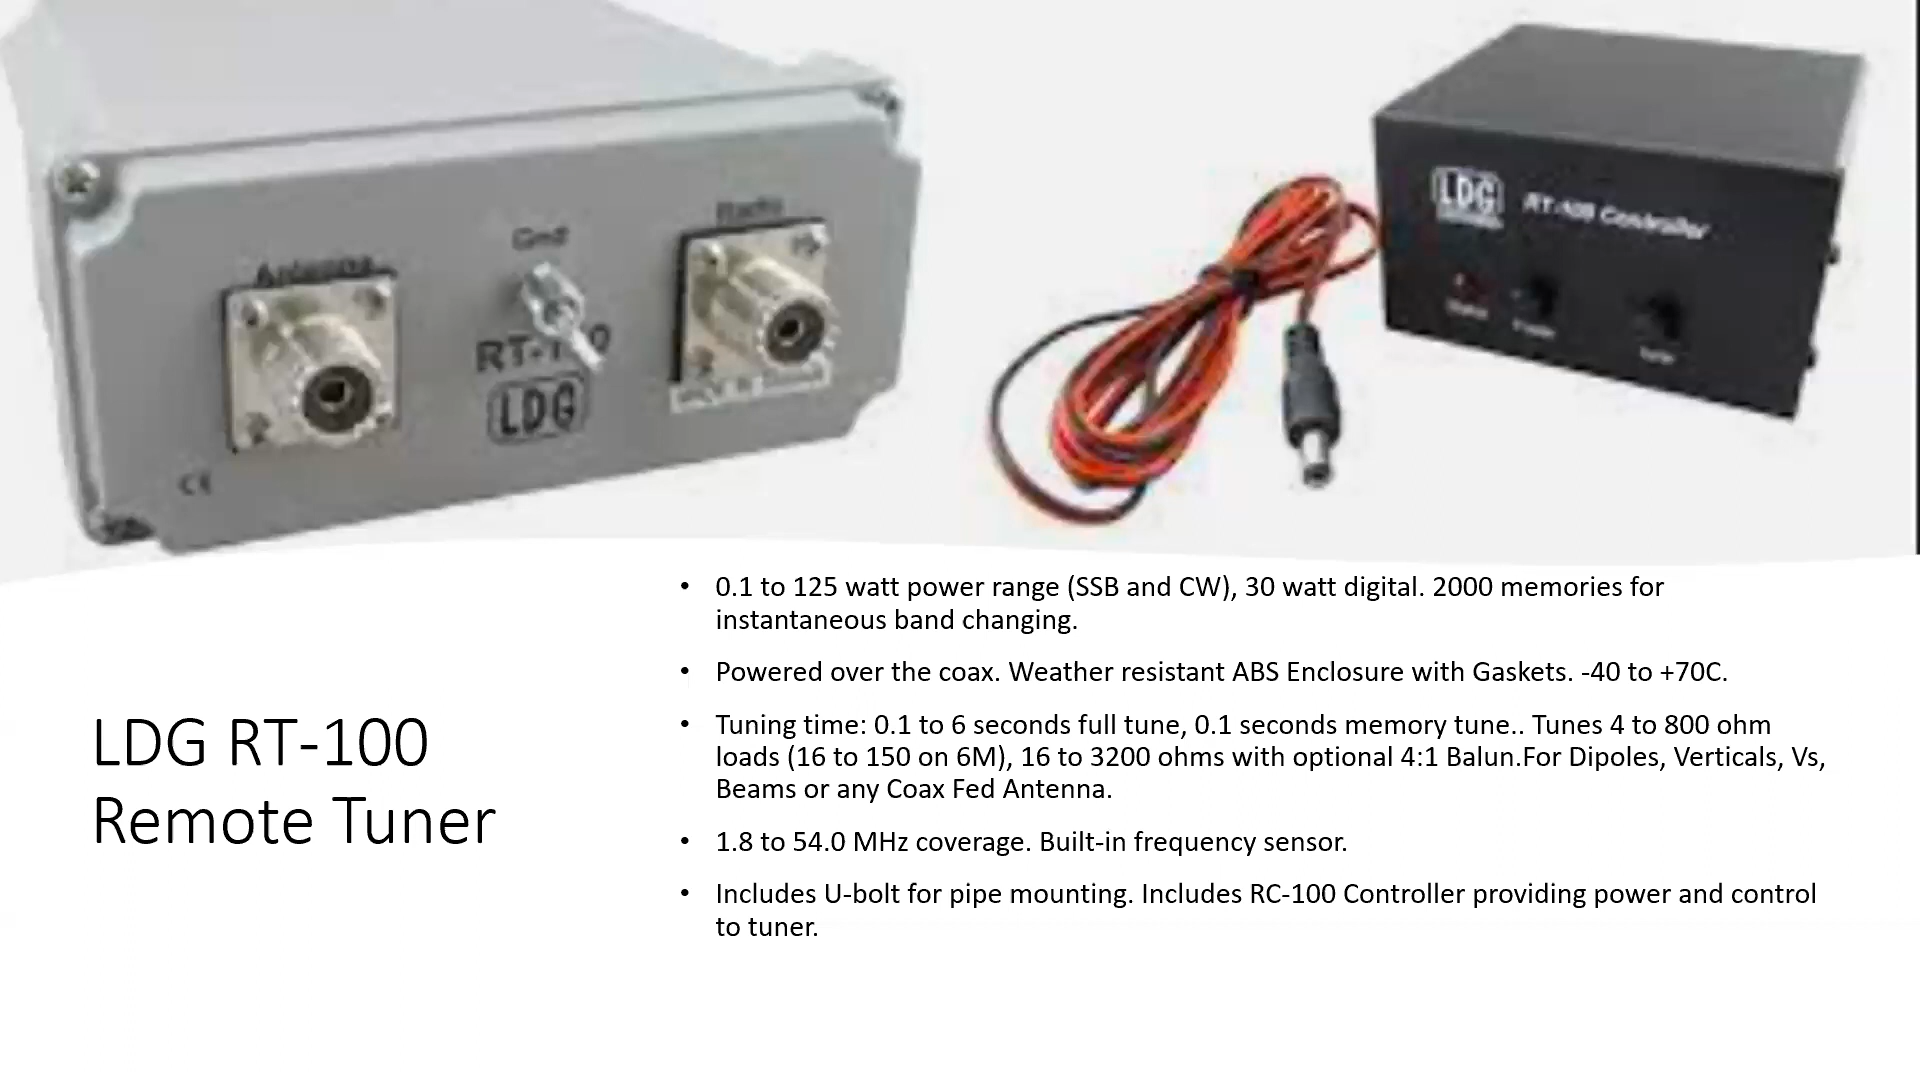 Antenna
Gnd
Radio
RT-100
LDG
CE
LDG
RT-100 Controller
Power
Tune
LDG RT-100
Remote Tuner
• 0.1 to 125 watt power range (SSB and CW), 30 watt digital. 2000 memories for
instantaneous band changing.
• Powered over the coax. Weather resistant ABS Enclosure with Gaskets. -40 to +70C.
• Tuning time: 0.1 to 6 seconds full tune, 0.1 seconds memory tune.. Tunes 4 to 800 ohm
loads (16 to 150 on 6M), 16 to 3200 ohms with optional 4:1 Balun.For Dipoles, Verticals, Vs,
Beams or any Coax Fed Antenna.
• 1.8 to 54.0 MHz coverage. Built-in frequency sensor.
• Includes U-bolt for pipe mounting. Includes RC-100 Controller providing power and control
to tuner.